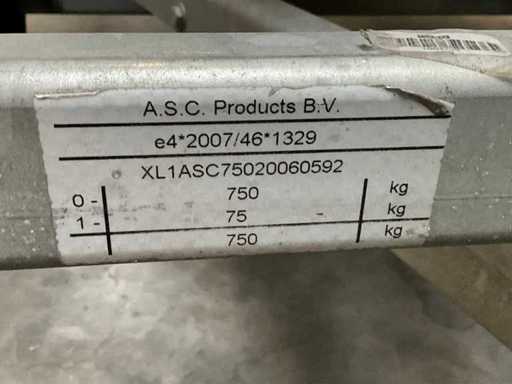 A.S.C. Products B.V.
e4*2007/46*1329
XL1ASC75020060592
0 - 750 kg
1 - 75 - kg
750 kg